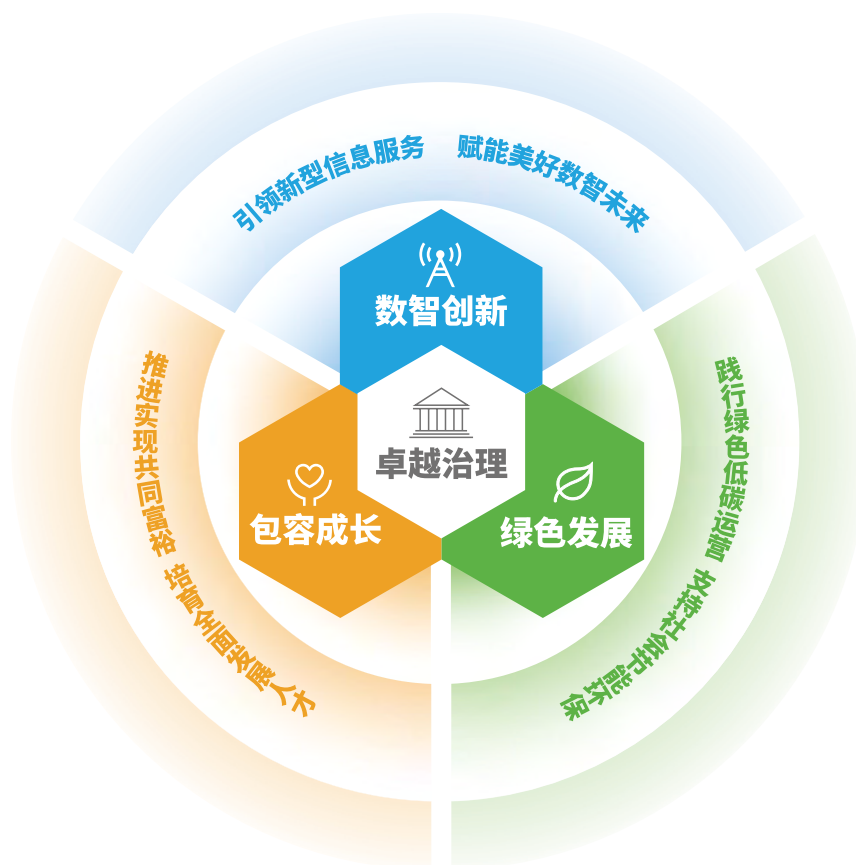 引领新型信息服务 赋能美好数智未来
数智创新
卓越治理
包容成长
绿色发展
推进实现共同富裕 培育全面发展人才
践行绿色低碳运营 支持社会节能环保